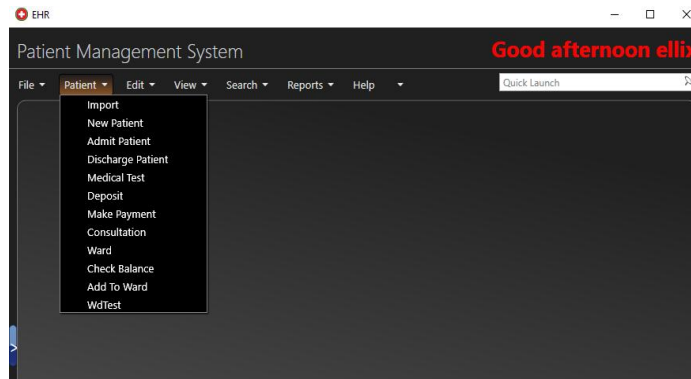 EHR
Patient Management System
Good afternoon ellix
File Patient Edit View Search Reports Help
Quick Launch
Import
New Patient
Admit Patient
Discharge Patient
Medical Test
Deposit
Make Payment
Consultation
Ward
Check Balance
Add To Ward
WdTest